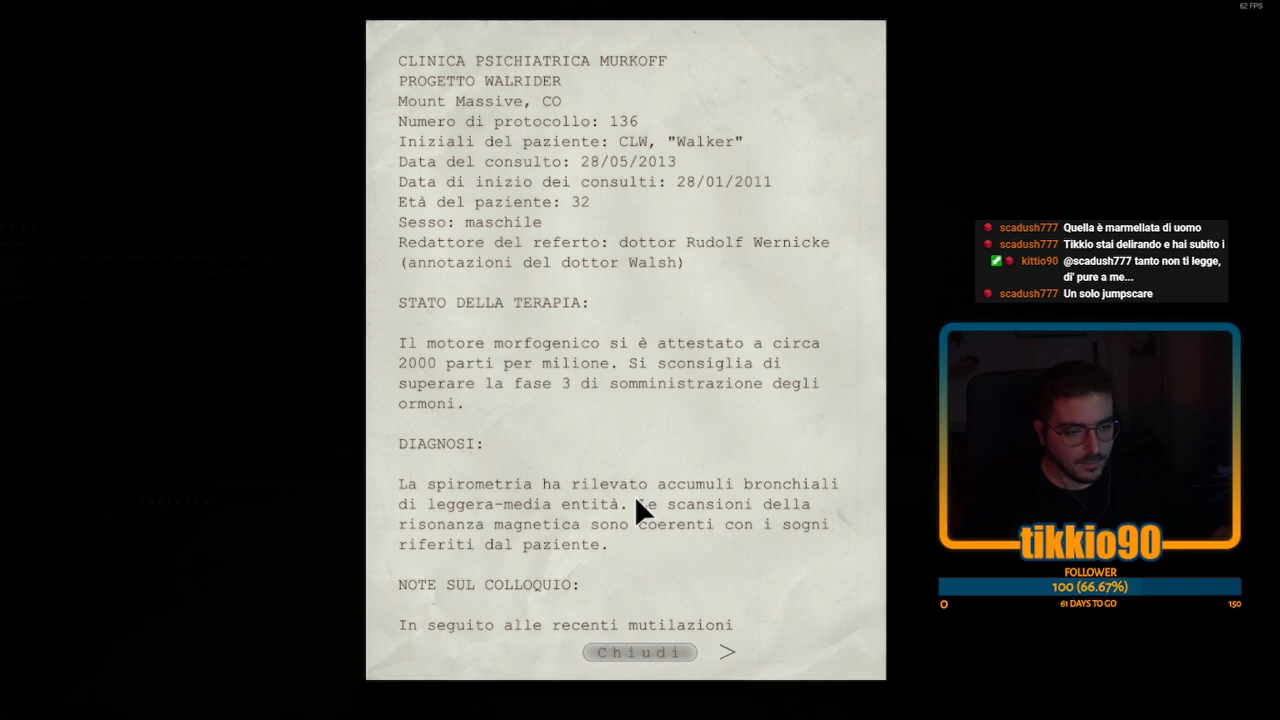 62 FPS
CLINICA PSICHIATRICA MURKOFF
PROGETTO WALRIDER
Mount Massive, CO
Numero di protocollo: 136
Iniziali del paziente: CLW, "Walker"
Data del consulto: 28/05/2013
Data di inizio dei consulti: 28/01/2011
Età del paziente: 32
Sesso: maschile
Redattore del referto: dottor Rudolf Wernicke
(annotazioni del dottor Walsh)
STATO DELLA TERAPIA:
Il motore morfogenico si è attestato a circa
2000 parti per milione. Si sconsiglia di
superare la fase 3 di somministrazione degli
ormoni.
DIAGNOSI:
La spirometria ha rilevato accumuli bronchiali
di leggera-media entità. Le scansioni della
risonanza magnetica sono coerenti con i sogni
riferiti dal paziente.
NOTE SUL COLLOQUIO:
In seguito alle recenti mutilazioni
Chiudi >
scadush777 Quella è marmellata di uomo
scadush777 Tikkio stai delirando e hai subito i
kittio90 @scadush777 tanto non ti legge,
di' pure a me...
scadush777 Un solo jumpscare
tikkio90
FOLLOWER
100 (66.67%)
0 61 DAYS TO GO 150